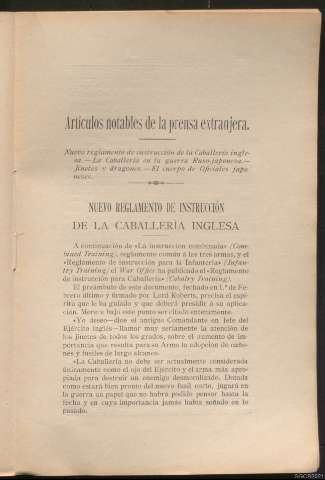 Artículos notables de la prensa extranjera.
Nuevo reglamento de instrucción de la Caballería ingle-
sa.—La Caballería en la guerra Ruso-japonesa.—
Jinetes y dragones.—El cuerpo de Oficiales japo-
neses.
NUEVO REGLAMENTO DE INSTRUCCIÓN
DE LA CABALLERÍA INGLESA
A continuación de «La instrucción combinada» (Com-
bined Training), reglamento común á las tres armas, y el
«Reglamento de instrucción para la Infantería» (Infan-
try Training) el War Office ha publicado el «Reglamento
de instrucción para Caballería» (Cabalry Training).
El preámbulo de este documento, fechado en 1.º de Fe-
brero último y firmado por Lord Roberts, precisa el espí-
ritu que le ha guiado y que deberá presidir á su aplica-
ción. Merece bajo este punto ser citado enteramente.
«Yo deseo—dice el antiguo Comandante en Jefe del
Ejército inglés—llamar muy seriamente la atención de
los jinetes de todos los grados, sobre el aumento de im-
portancia que resulta para su Arma la adopción de caño-
nes y fusiles de largo alcance.
»La Caballería no debe ser actualmente considerada
únicamente como el ojo del Ejército y el arma más apro-
piada para destruir un enemigo desmoralizado. Dotada
como estará bien pronto del nuevo fusil corto, jugará en
la guerra un papel que no habrá podido pensar hasta la
fecha y en cuya importancia jamás había soñado en lo
pasado.